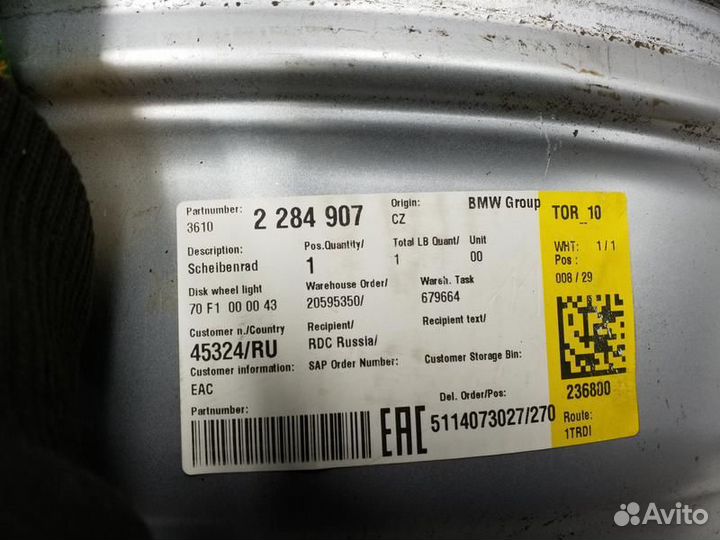 Partnumber:
3610 2 284 907
Origin:
CZ
BMW Group
TOR_10
Description:
Scheibenrad
Pos.Quantity/
1
Total LB Quant/
1
Unit
00
WHT: 1/1
Pos:
008/29
Disk wheel light
70 F1 00 00 43
Warehouse Order/
20595350/
Wareh. Task
679664
Customer n./Country
45324/RU
Recipient/
RDC Russia/
Recipient text/
Customer information:
EAC
SAP Order Number:
Customer Storage Bin:
236800
Partnumber:
EAC
Del. Order/Pos:
5114073027/270
Route:
1TRDI
Avito